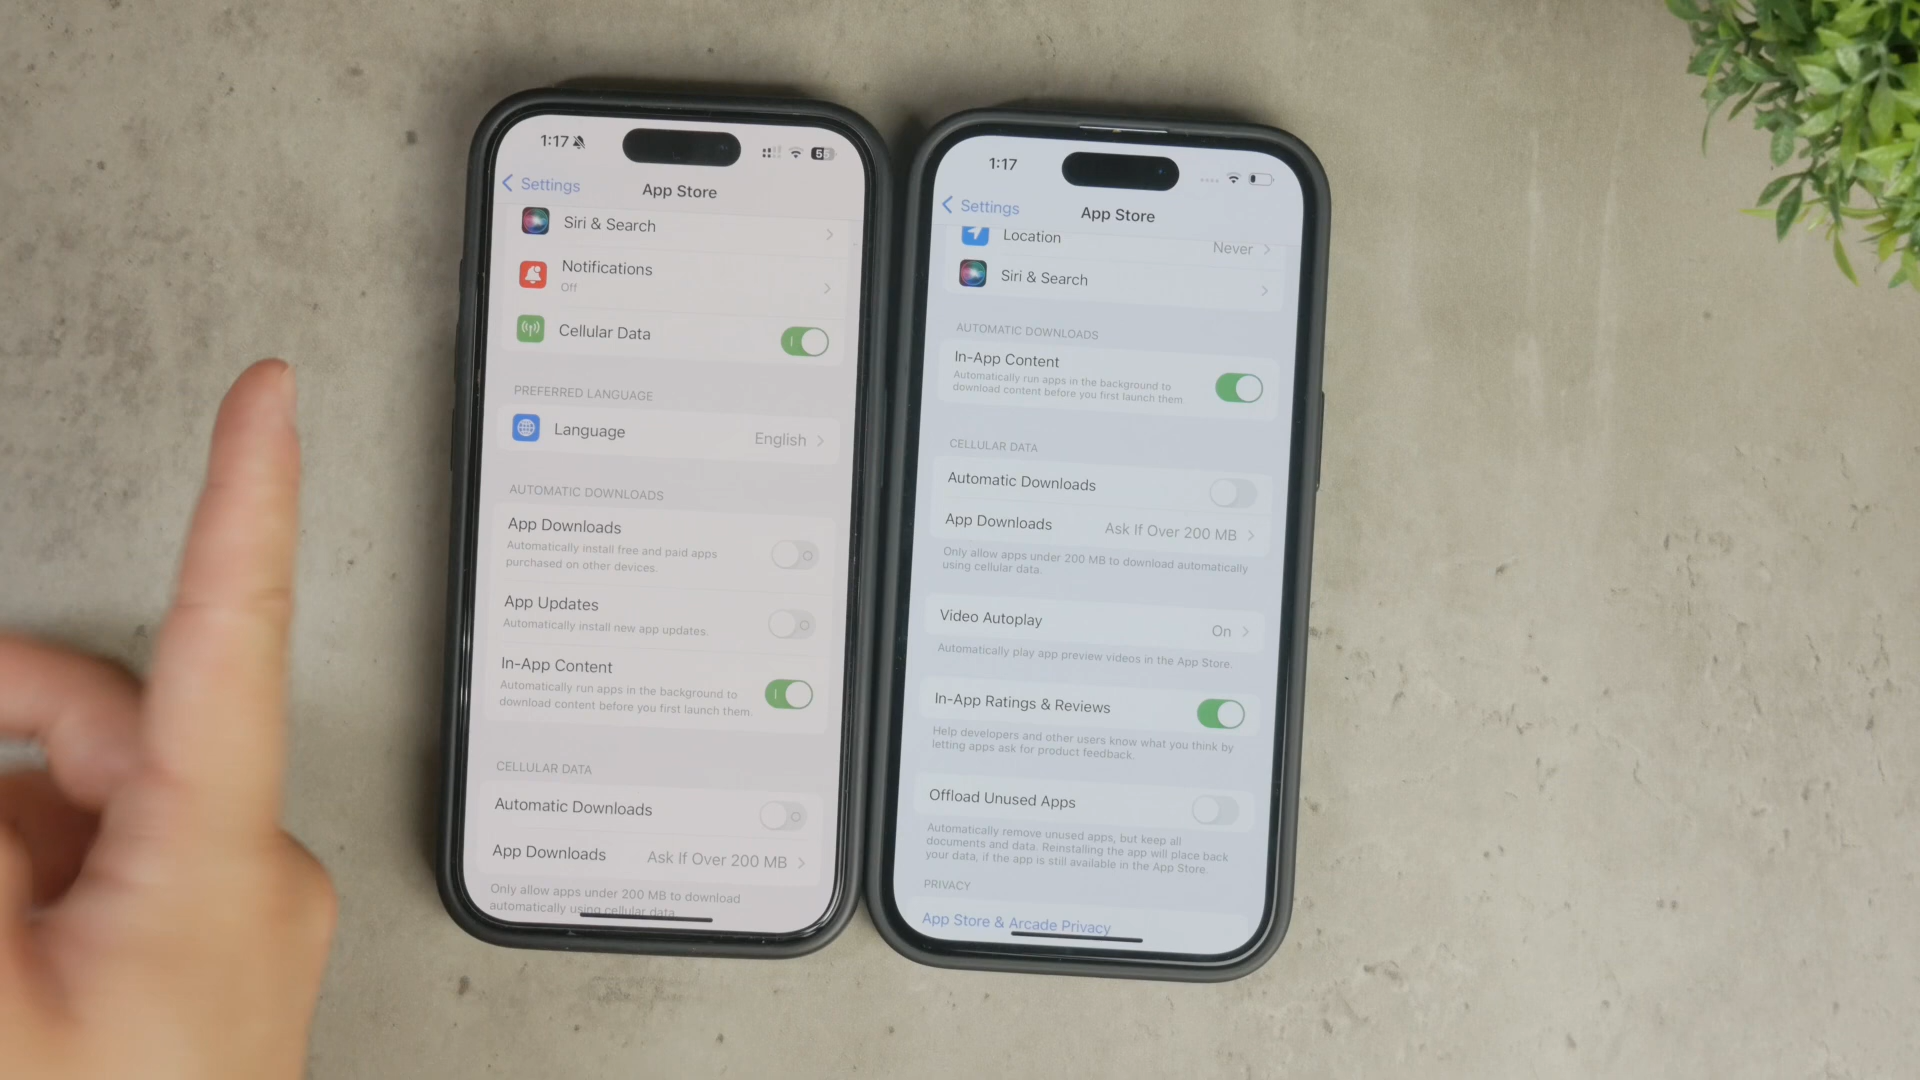 1:17
55
Settings
App Store
Siri & Search
Notifications
Off
Cellular Data
PREFERRED LANGUAGE
Language
English
AUTOMATIC DOWNLOADS
App Downloads
Automatically install free and paid apps
purchased on other devices.
App Updates
Automatically install new app updates.
In-App Content
Automatically run apps in the background to
download content before you first launch them.
CELLULAR DATA
Automatic Downloads
App Downloads
Ask If Over 200 MB
Only allow apps under 200 MB to download
automatically using cellular data.
1:17
Settings
App Store
Location
Never
Siri & Search
AUTOMATIC DOWNLOADS
In-App Content
Automatically run apps in the background to
download content before you first launch them.
CELLULAR DATA
Automatic Downloads
App Downloads
Ask If Over 200 MB
Only allow apps under 200 MB to download automatically
using cellular data.
Video Autoplay
On
Automatically play app preview videos in the App Store.
In-App Ratings & Reviews
Help developers and other users know what you think by
letting apps ask for product feedback.
Offload Unused Apps
Automatically remove unused apps, but keep all
documents and data. Reinstalling the app will place back
your data, if the app is still available in the App Store.
PRIVACY
App Store & Arcade Privacy